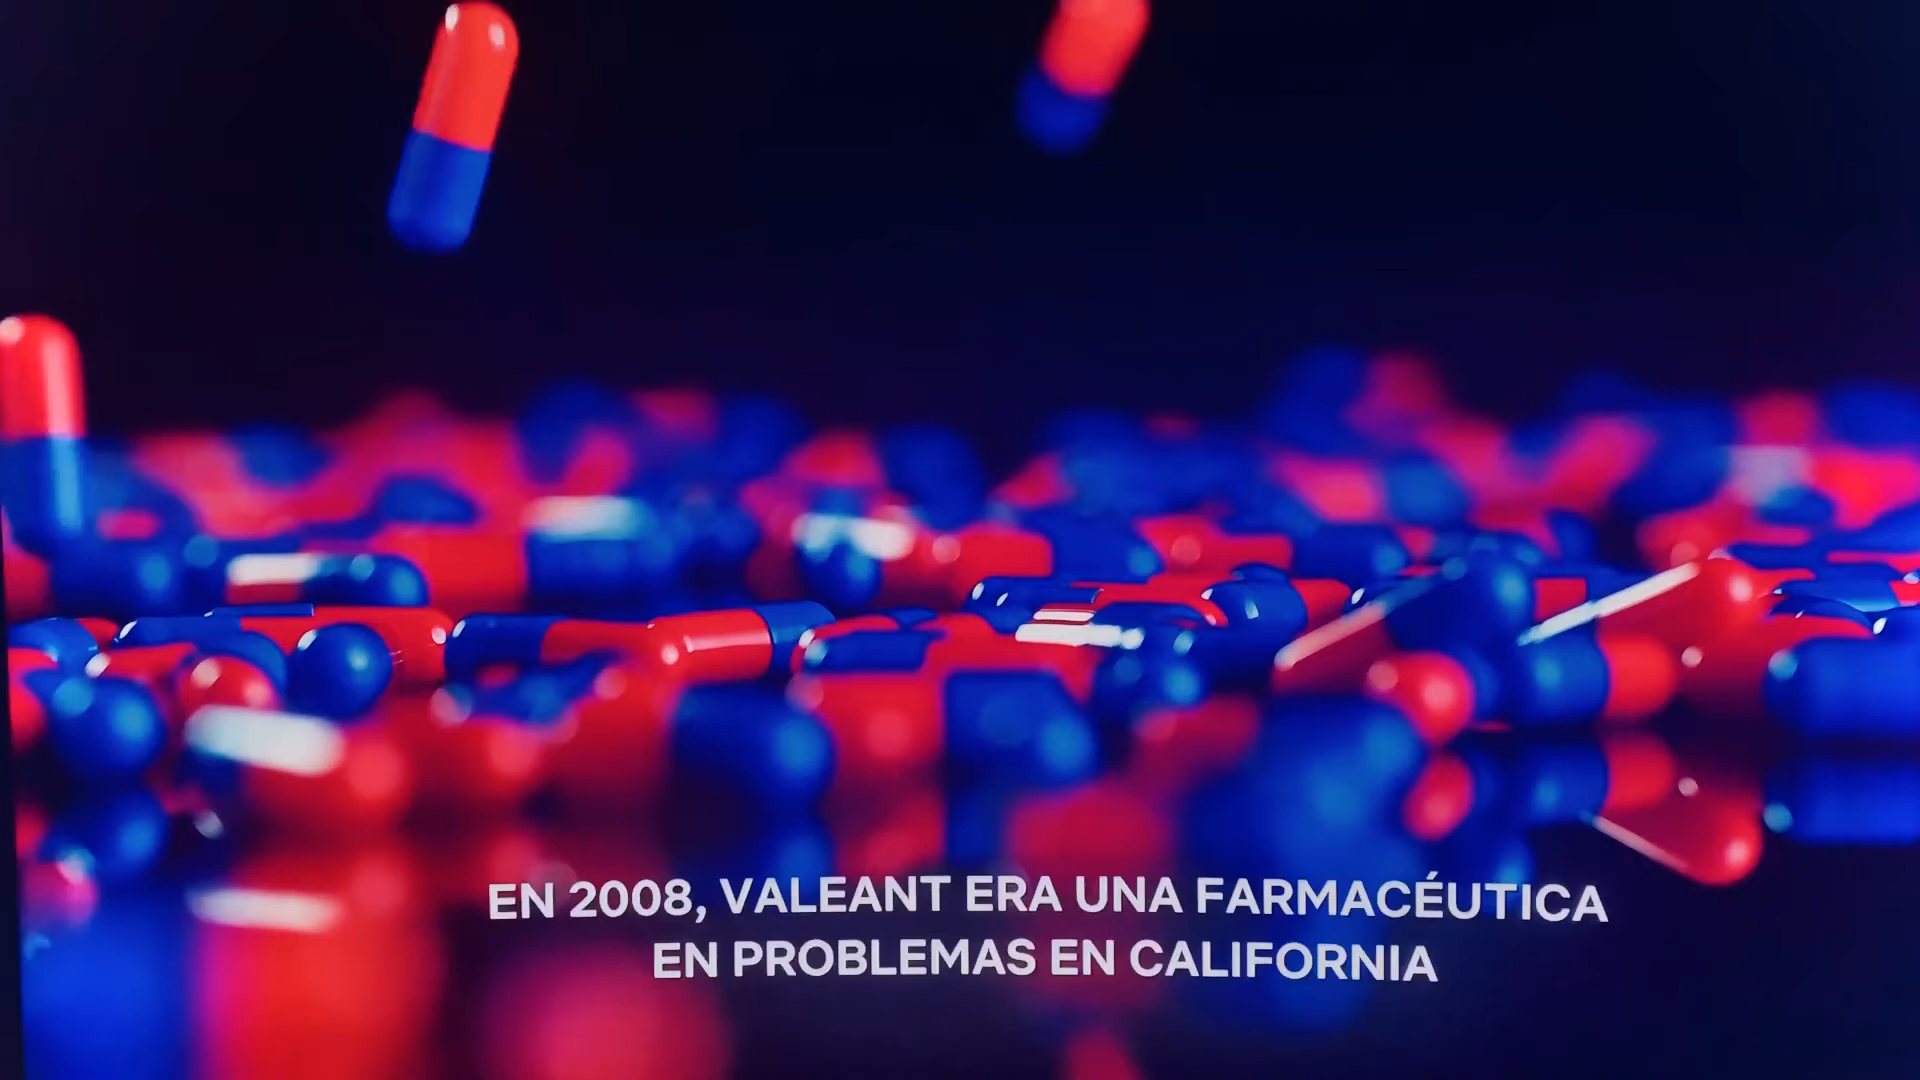 EN 2008, VALEANT ERA UNA FARMACÉUTICA
EN PROBLEMAS EN CALIFORNIA